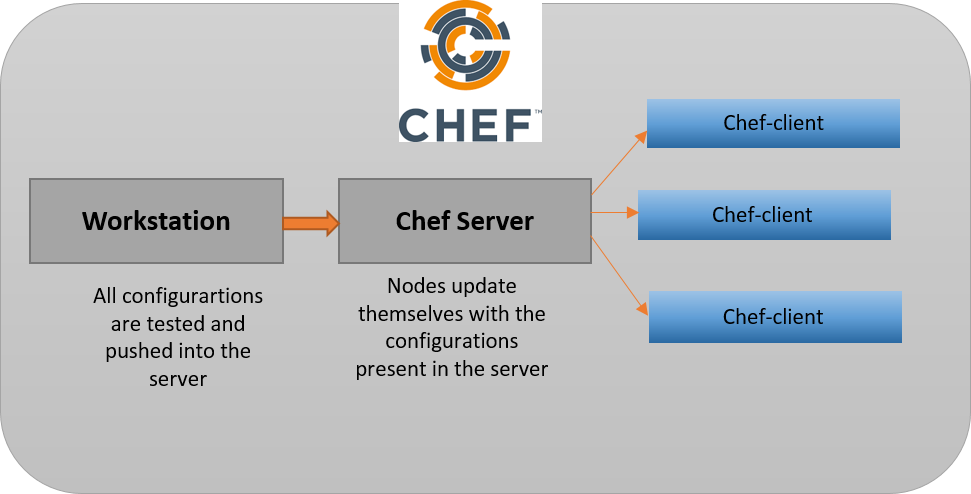 CHEF™
Chef-client
Workstation
Chef Server
Chef-client
All configurartions
are tested and
pushed into the
server
Nodes update
themselves with the
configurations
present in the server
Chef-client